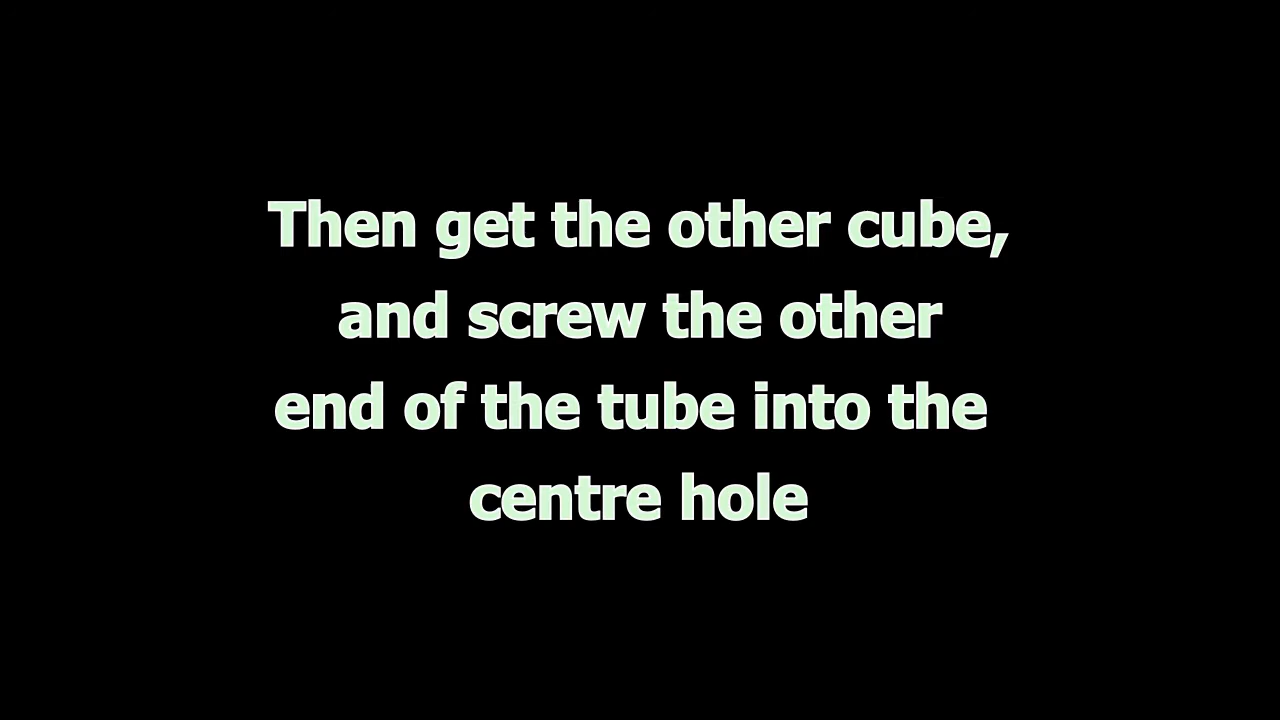 Then get the other cube,
and screw the other
end of the tube into the
centre hole